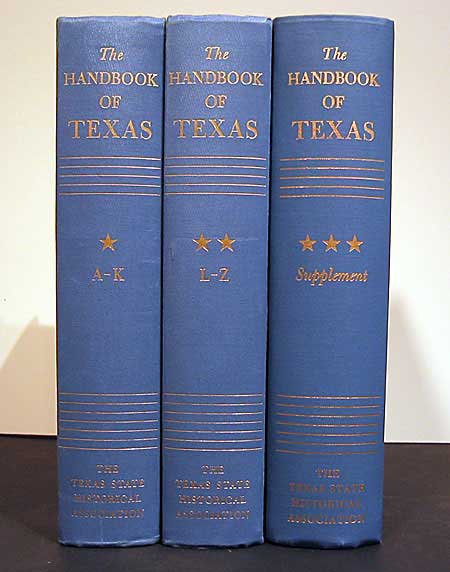 The
HANDBOOK
OF
TEXAS
A-K
THE
TEXAS STATE
HISTORICAL
ASSOCIATION
The
HANDBOOK
OF
TEXAS
L-Z
THE
TEXAS STATE
HISTORICAL
ASSOCIATION
The
HANDBOOK
OF
TEXAS
Supplement
THE
TEXAS STATE
HISTORICAL
ASSOCIATION